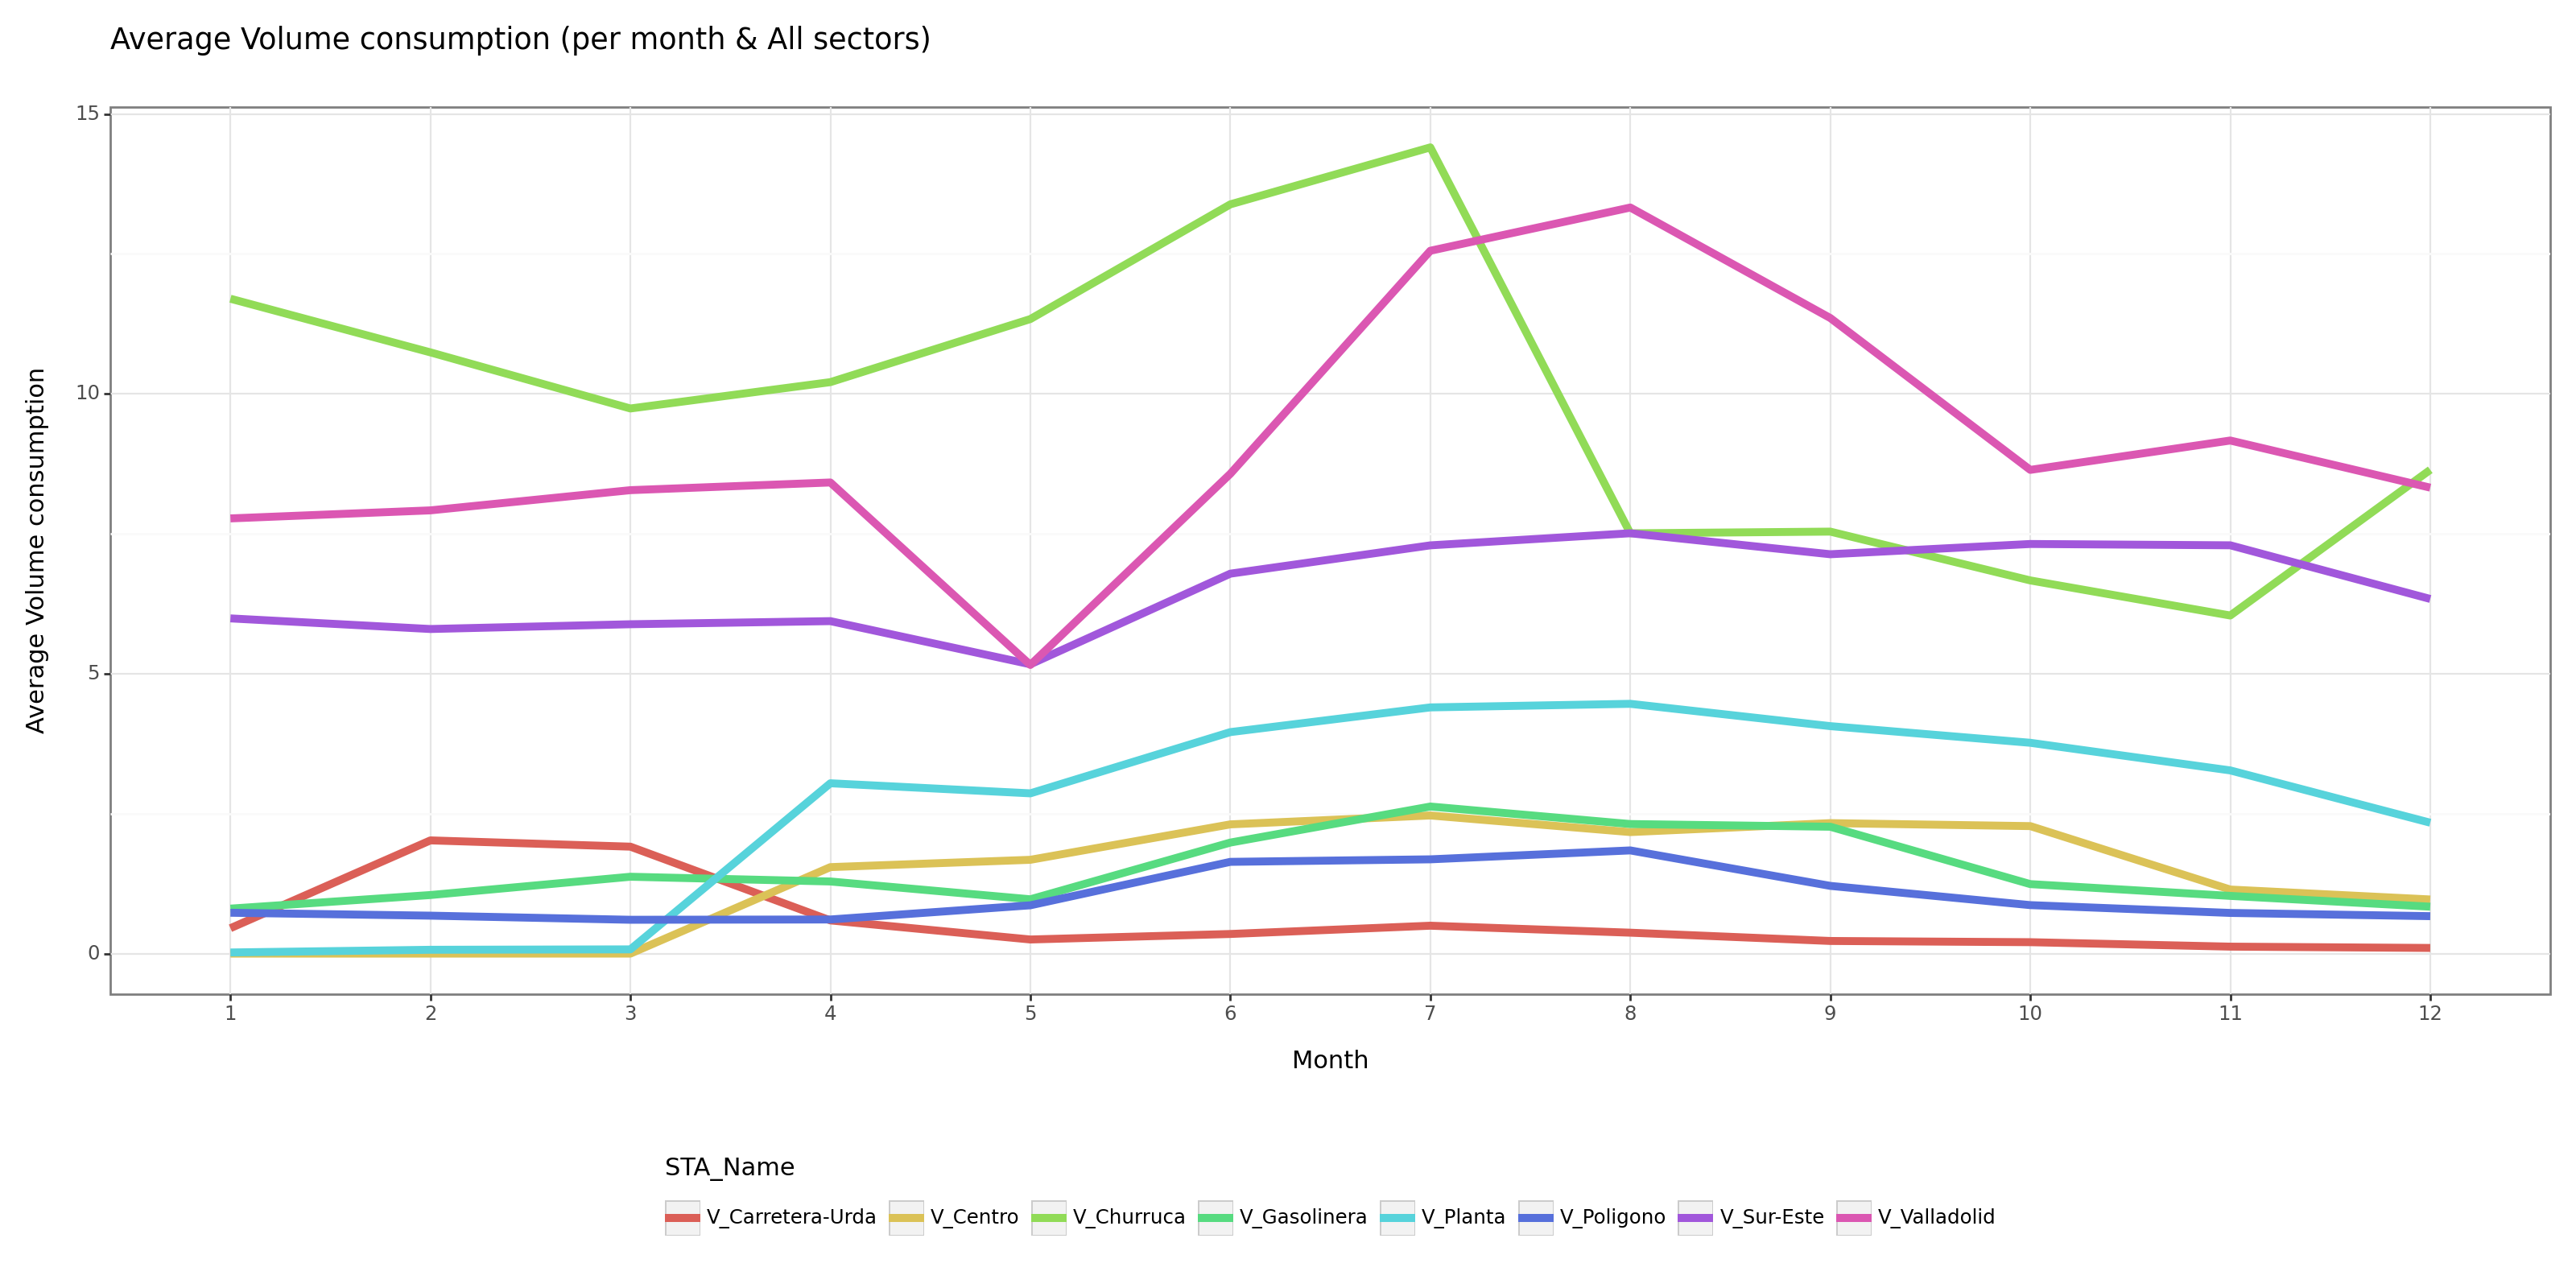 Average Volume consumption (per month & All sectors)
Average Volume consumption
15
10
5
0
1 2 3 4 5 6 7 8 9 10 11 12
Month
STA_Name
V_Carretera-Urda V_Centro V_Churruca V_Gasolinera V_Planta V_Poligono V_Sur-Este V_Valladolid